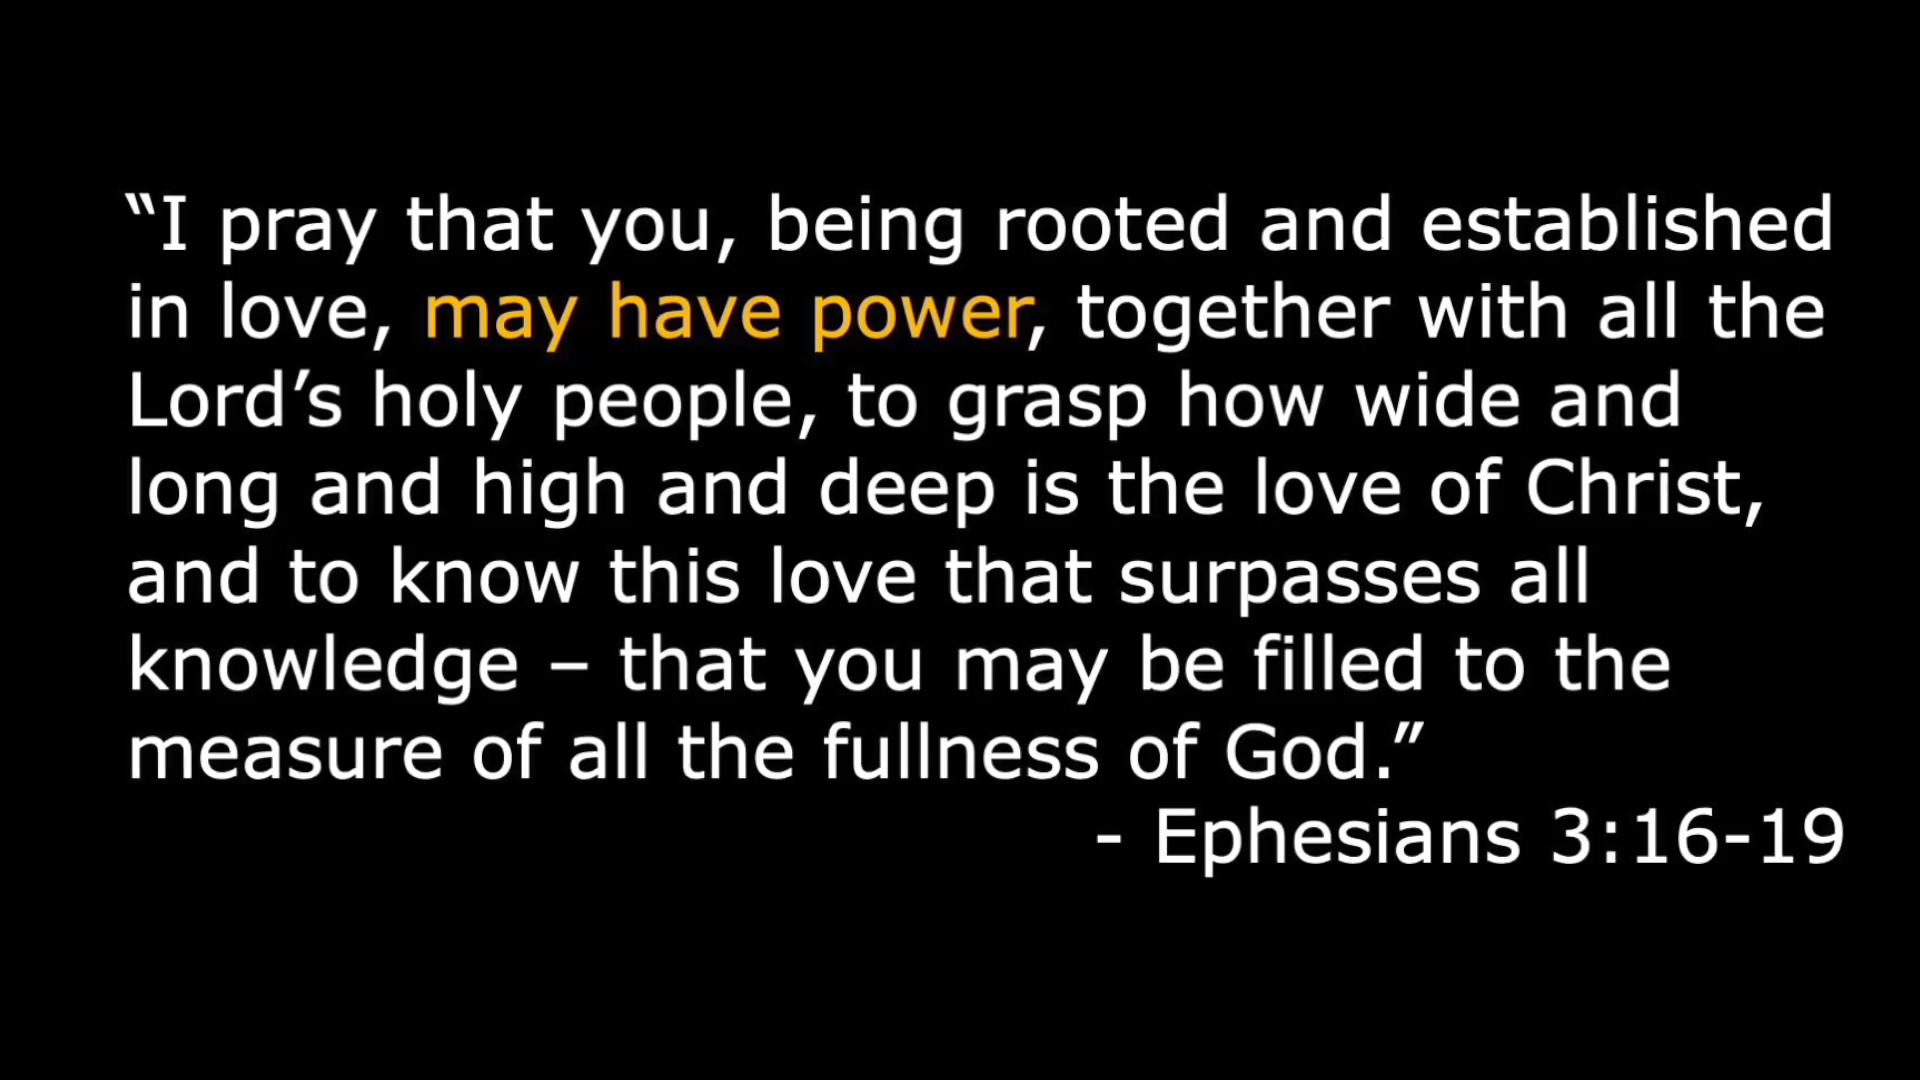 “I pray that you, being rooted and established
in love, may have power, together with all the
Lord’s holy people, to grasp how wide and
long and high and deep is the love of Christ,
and to know this love that surpasses all
knowledge – that you may be filled to the
measure of all the fullness of God.”
- Ephesians 3:16-19